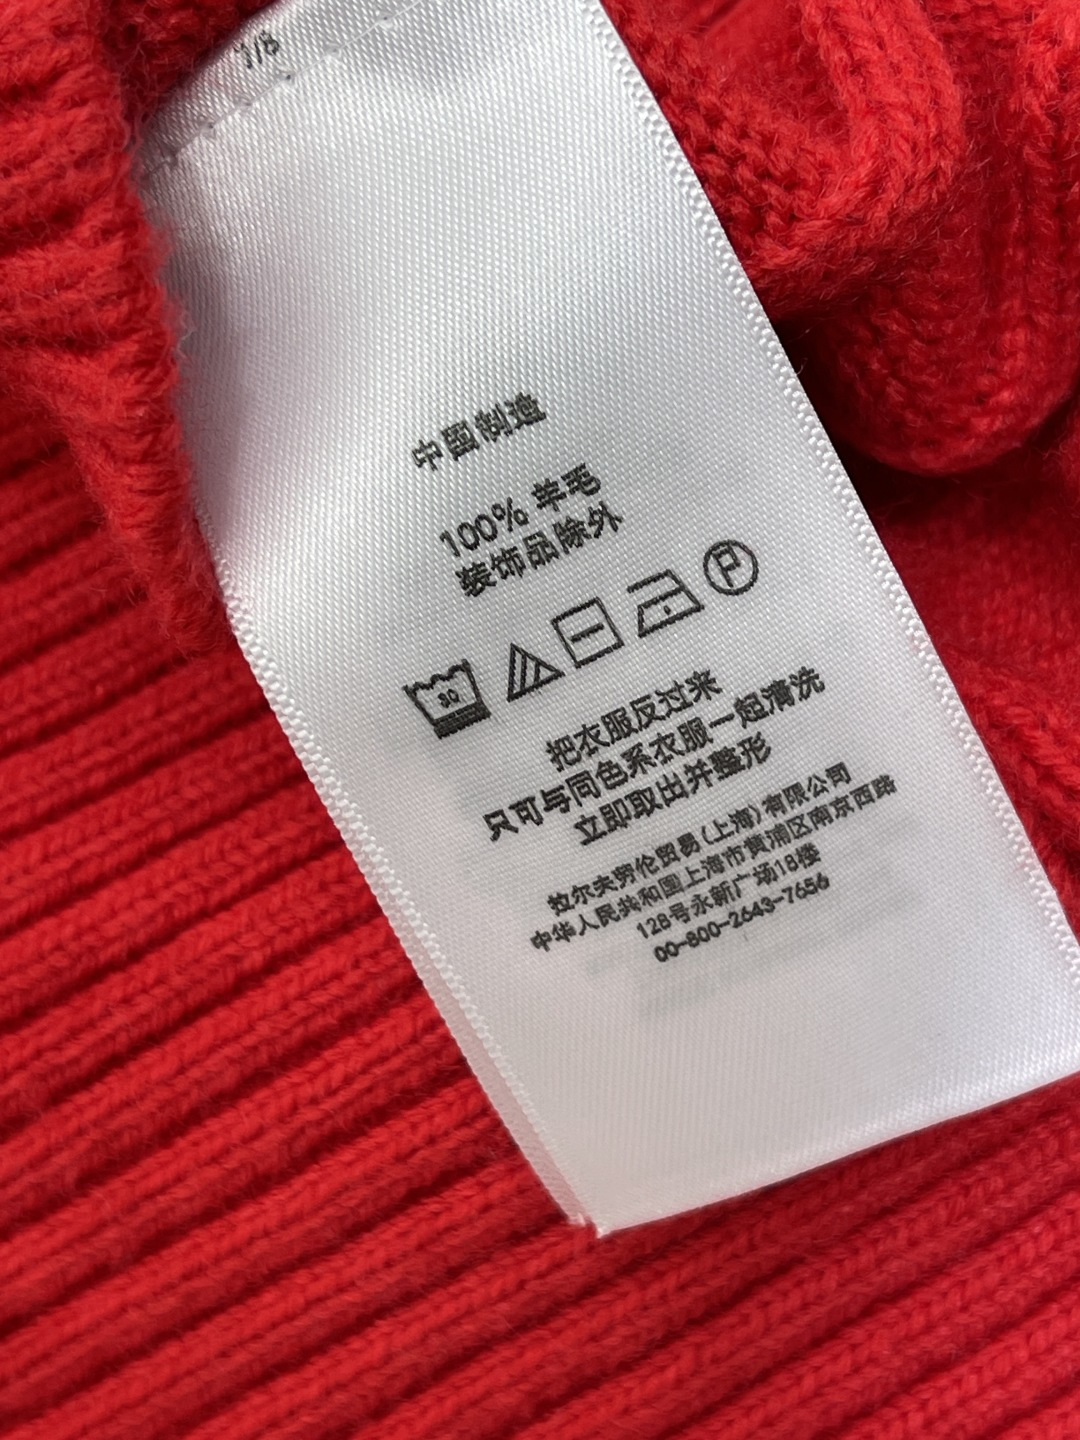 7/8
中国制造
100% 羊毛
装饰品除外
30
P
把衣服反过来
只可与同色系衣服一起清洗
立即取出并整形
拉尔夫劳伦贸易(上海)有限公司
中华人民共和国上海市黄浦区南京西路
128号永新广场18楼
00-800-2643-7656